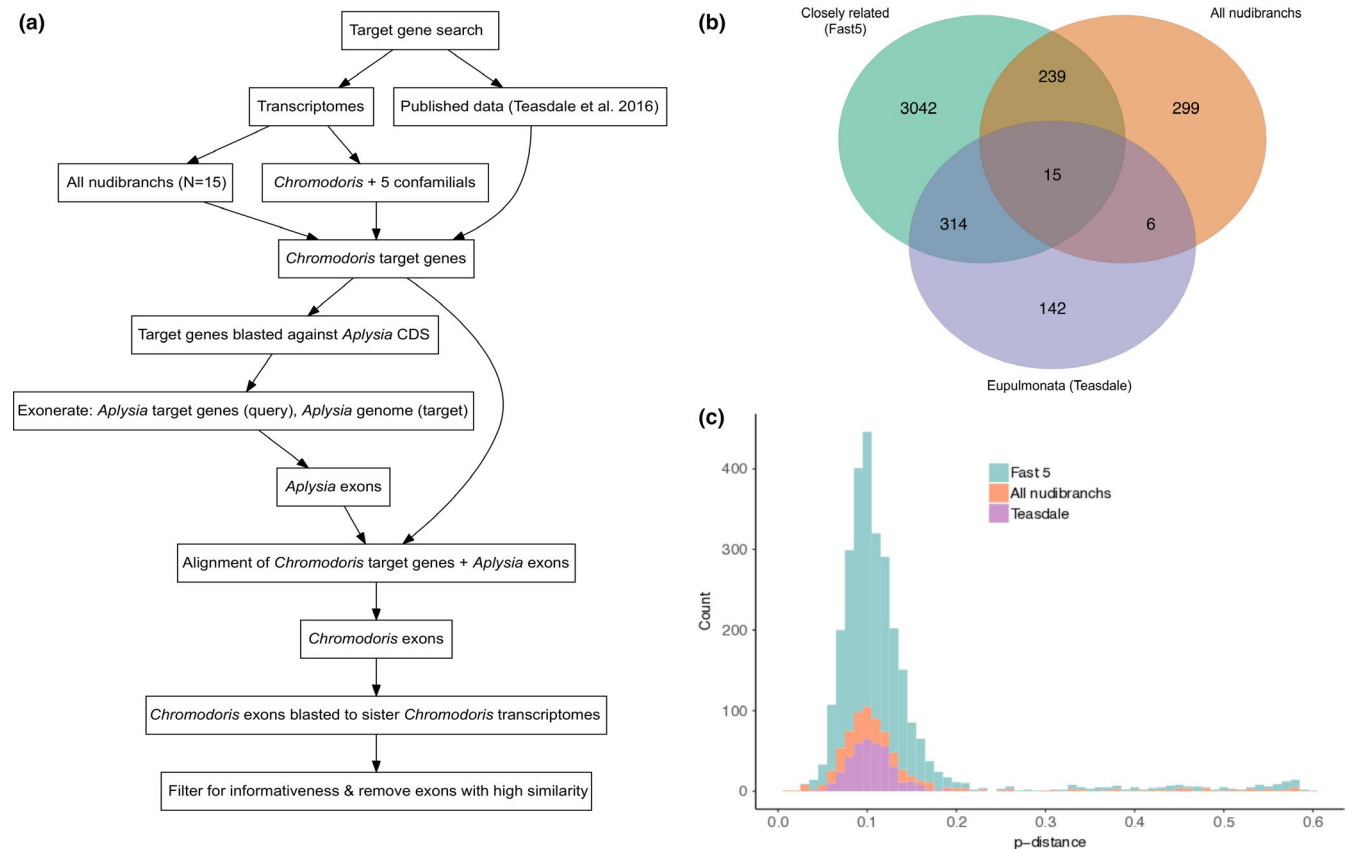 (a)
Target gene search
Transcriptomes
Published data (Teasdale et al. 2016)
All nudibranchs (N=15)
Chromodoris + 5 confamilials
Chromodoris target genes
Target genes blasted against Aplysia CDS
Exonerate: Aplysia target genes (query), Aplysia genome (target)
Aplysia exons
Alignment of Chromodoris target genes + Aplysia exons
Chromodoris exons
Chromodoris exons blasted to sister Chromodoris transcriptomes
Filter for informativeness & remove exons with high similarity
(b)
Closely related
(Fast5)
All nudibranchs
239
3042
299
15
314
6
142
Eupulmonata (Teasdale)
(c)
Fast 5
All nudibranchs
Teasdale
Count
400
300
200
100
0
0.0
0.1
0.2
0.3
0.4
0.5
0.6
p−distance